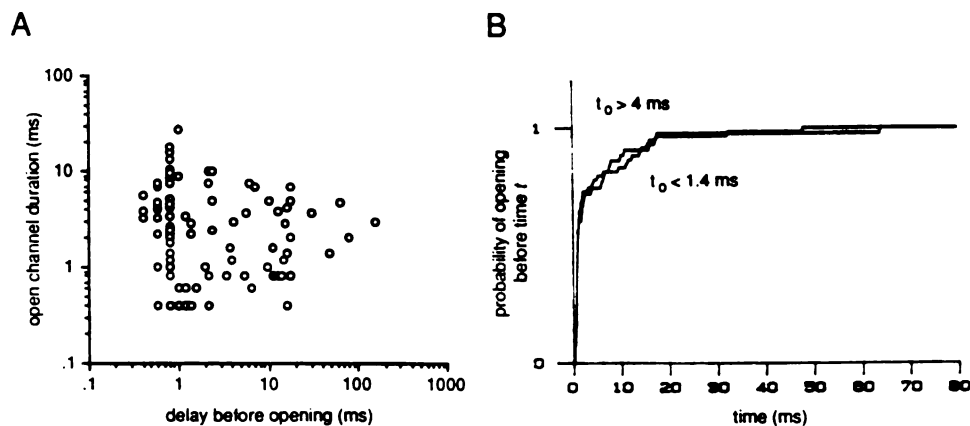 A
open channel duration (ms)
100
10
1
.1
.1
1
10
100
1000
delay before opening (ms)
B
probability of opening
before time t
1
0
t₀ > 4 ms
t₀ < 1.4 ms
0
10
20
30
40
50
60
70
80
time (ms)